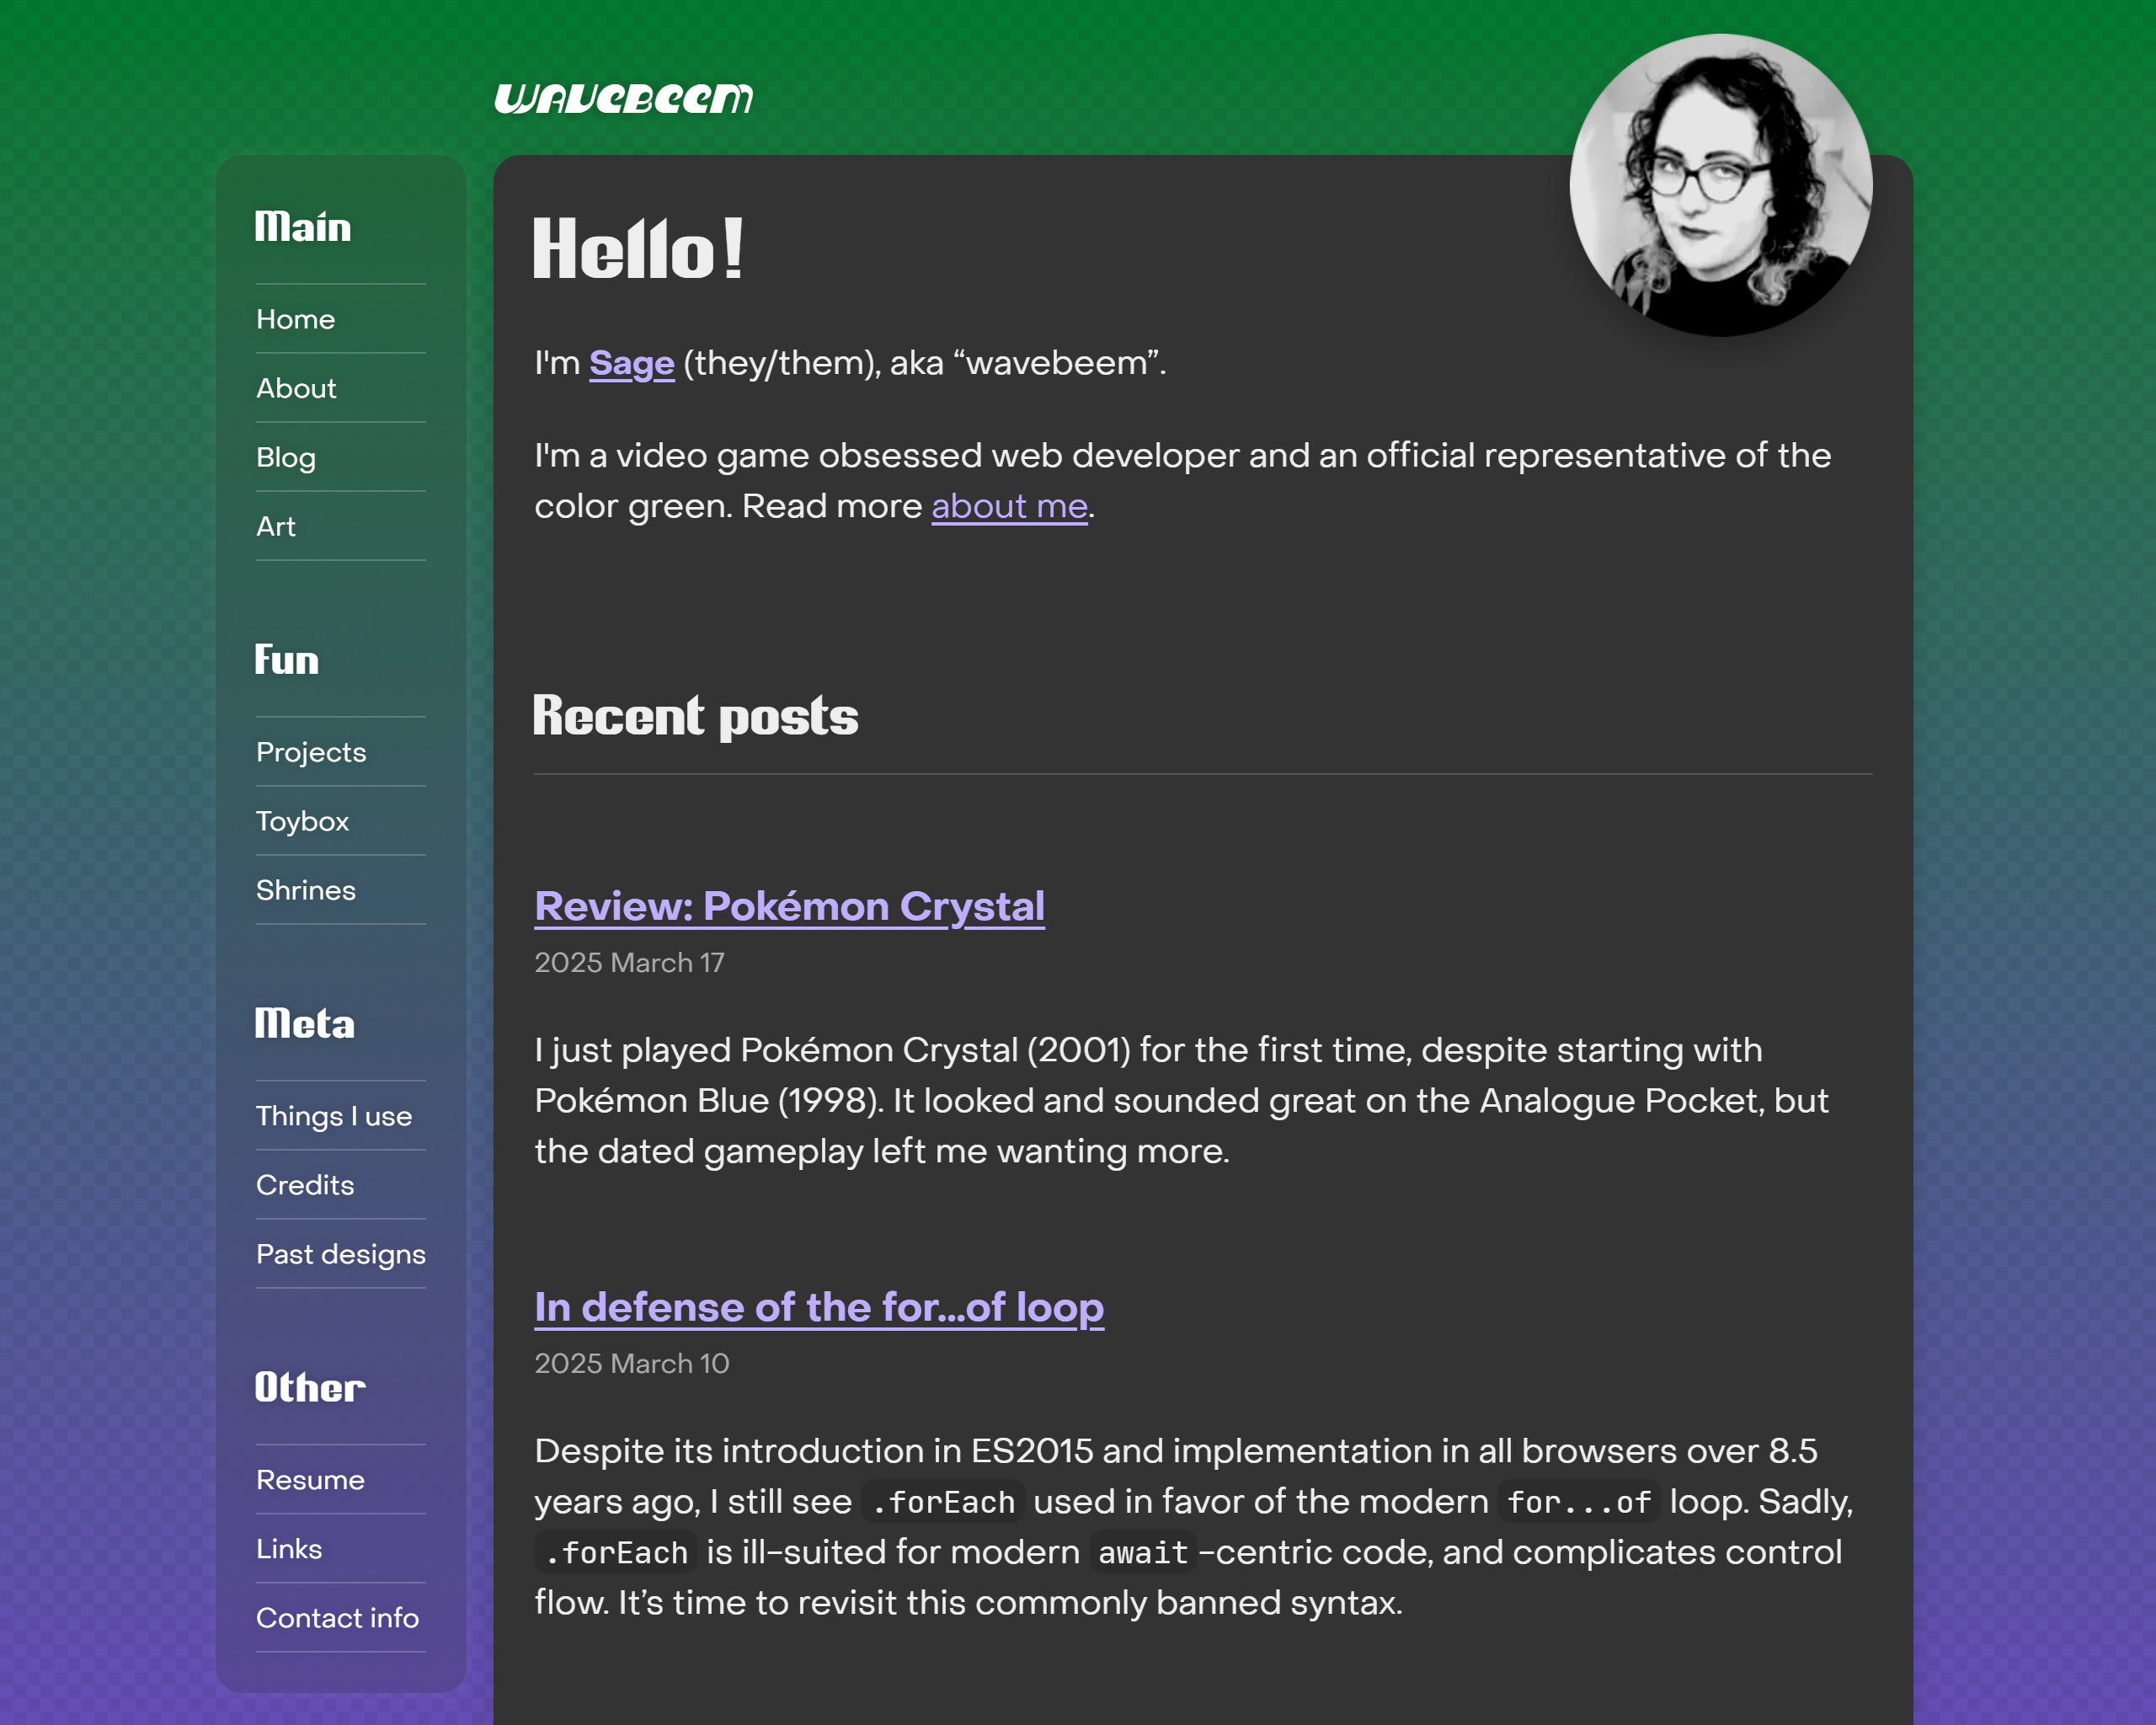 wavebeem
Main
Home
About
Blog
Art
Fun
Projects
Toybox
Shrines
Meta
Things I use
Credits
Past designs
Other
Resume
Links
Contact info
Hello!
I'm Sage (they/them), aka “wavebeem”.
I'm a video game obsessed web developer and an official representative of the
color green. Read more about me.
Recent posts
Review: Pokémon Crystal
2025 March 17
I just played Pokémon Crystal (2001) for the first time, despite starting with
Pokémon Blue (1998). It looked and sounded great on the Analogue Pocket, but
the dated gameplay left me wanting more.
In defense of the for...of loop
2025 March 10
Despite its introduction in ES2015 and implementation in all browsers over 8.5
years ago, I still see .forEach used in favor of the modern for...of loop. Sadly,
.forEach is ill-suited for modern await-centric code, and complicates control
flow. It’s time to revisit this commonly banned syntax.